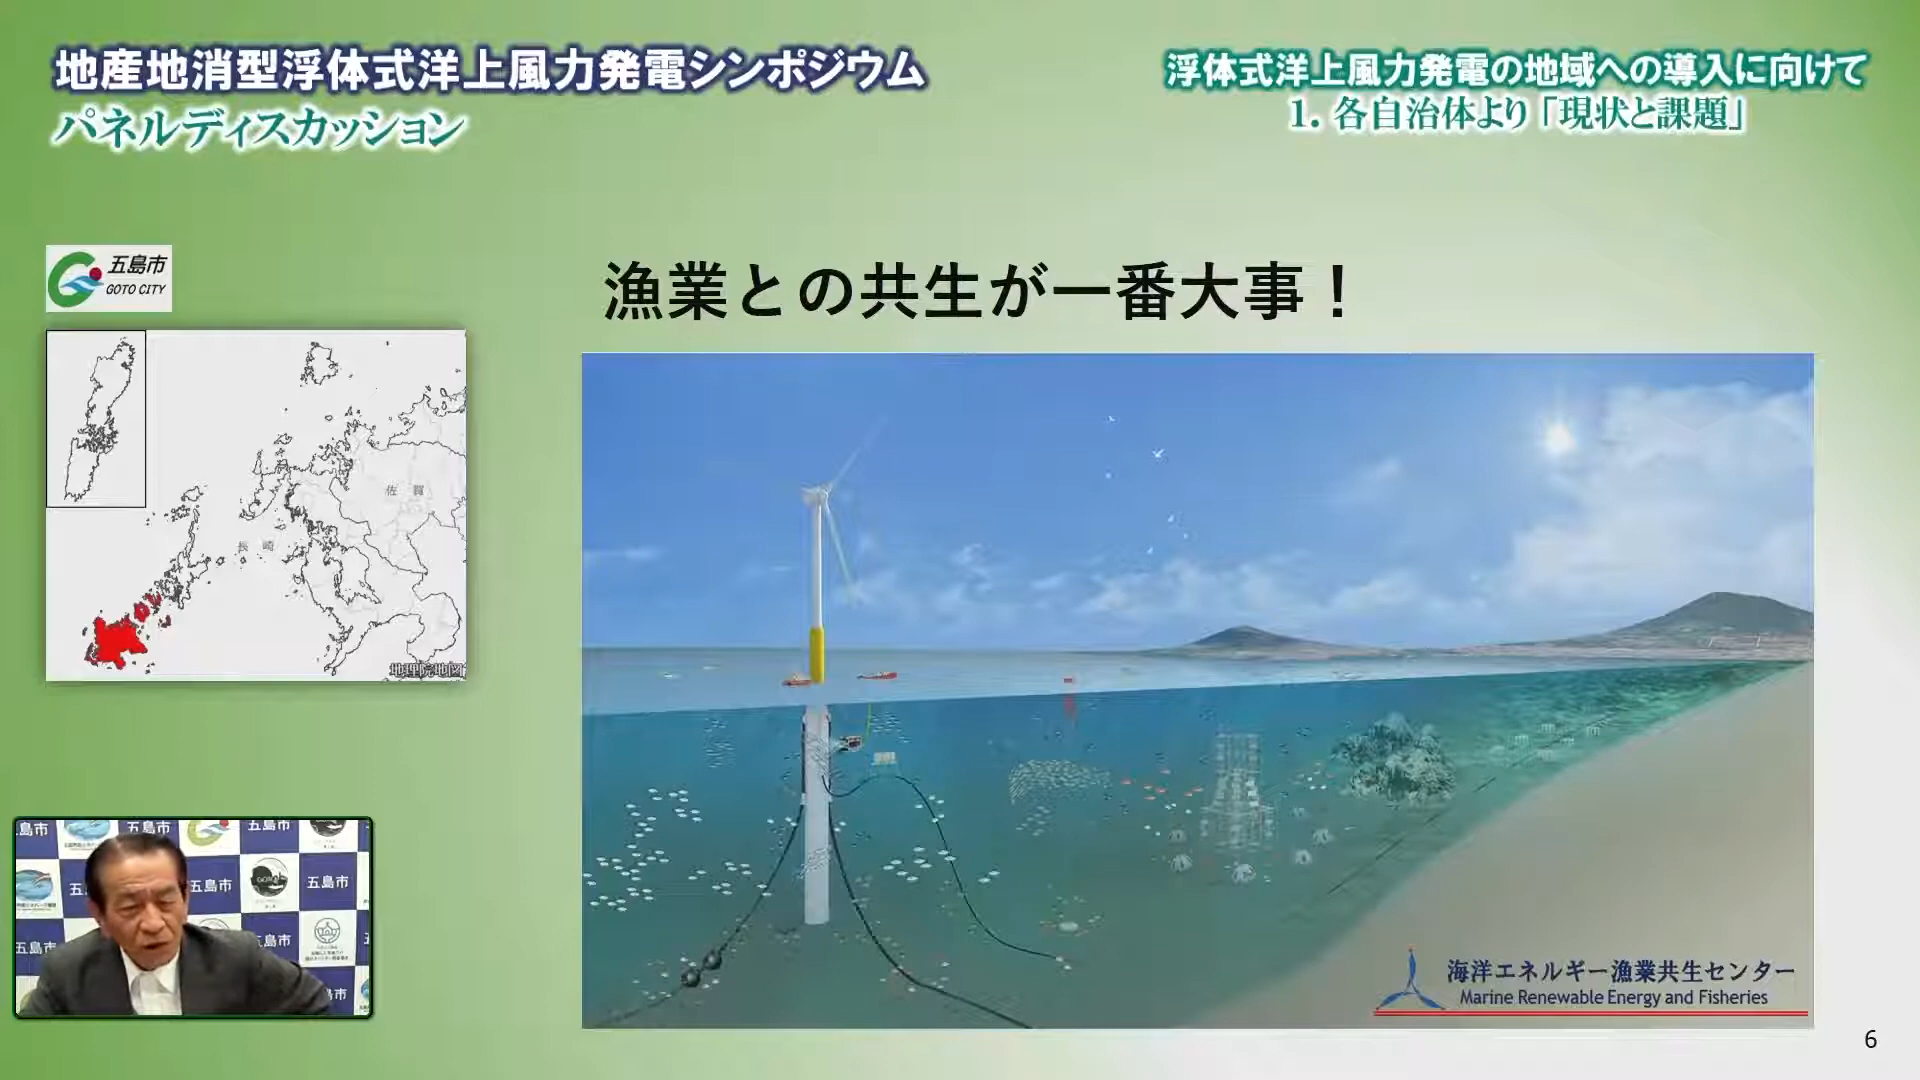 地産地消型浮体式洋上風力発電シンポジウム
パネルディスカッション
浮体式洋上風力発電の地域への導入に向けて
1. 各自治体より「現状と課題」
五島市
GOTO CITY
漁業との共生が一番大事！
佐賀
長崎
地理院地図
海洋エネルギー漁業共生センター
Marine Renewable Energy and Fisheries
五島市
五島市
五島市
五島市
五島市
6